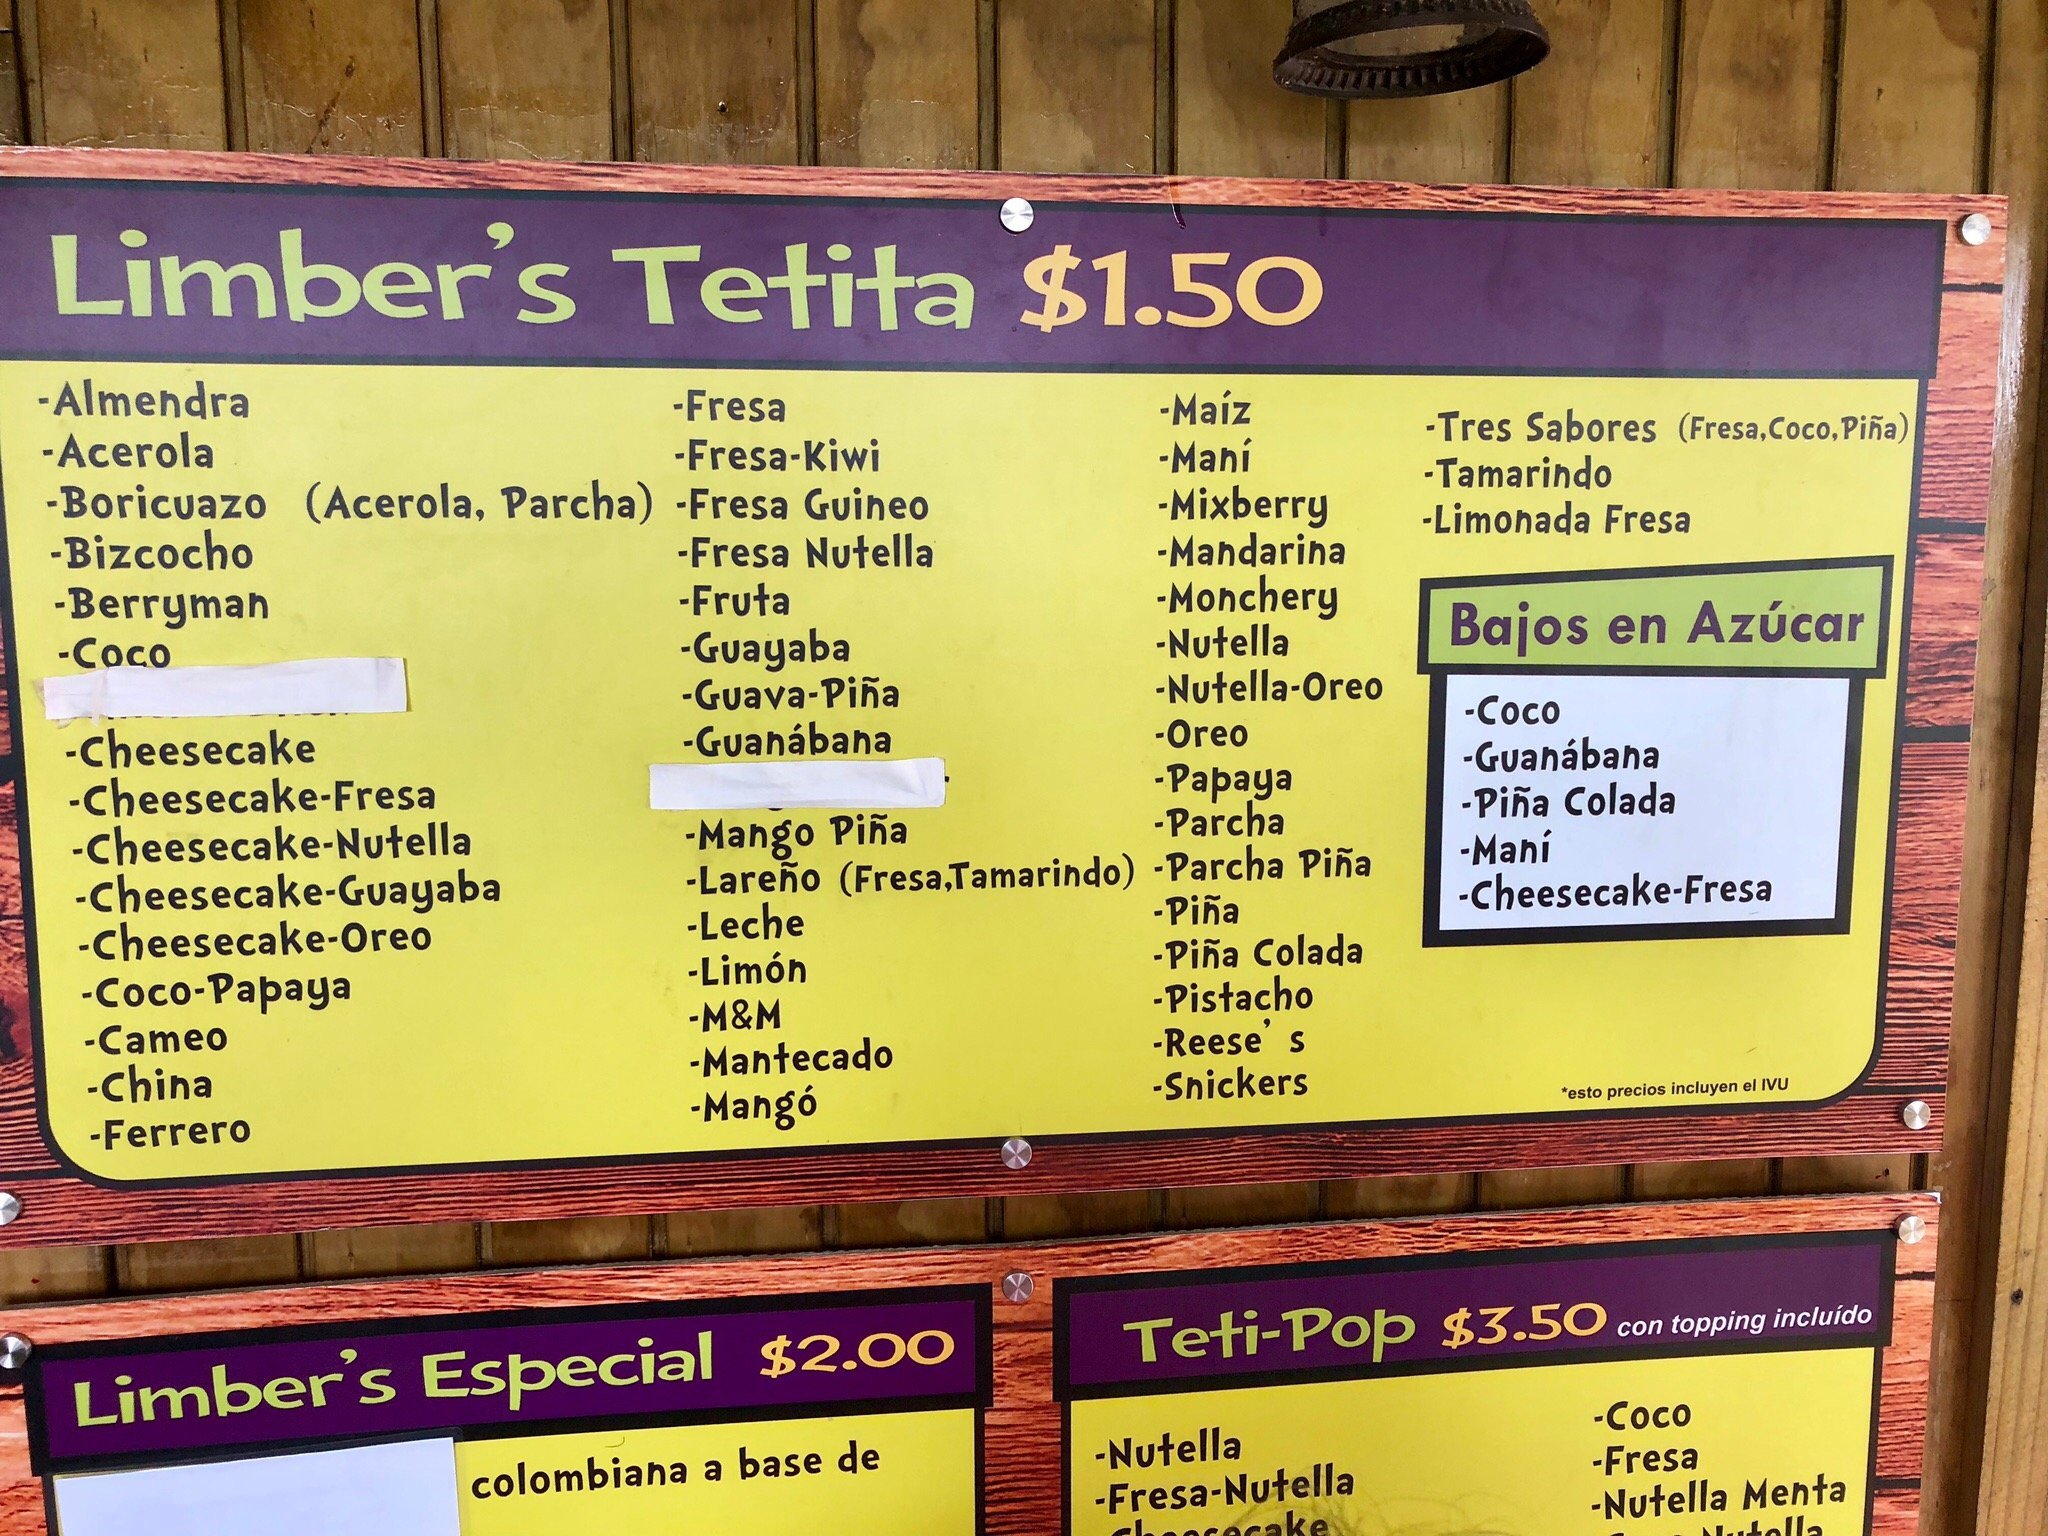 Limber's Tetita $1.50
-Almendra
-Acerola
-Boricuazo (Acerola, Parcha)
-Bizcocho
-Berryman
-Coco
-Cheesecake
-Cheesecake-Fresa
-Cheesecake-Nutella
-Cheesecake-Guayaba
-Cheesecake-Oreo
-Coco-Papaya
-Cameo
-China
-Ferrero
-Fresa
-Fresa-Kiwi
-Fresa Guineo
-Fresa Nutella
-Fruta
-Guayaba
-Guava-Piña
-Guanábana
-Mango Piña
-Lareño (Fresa,Tamarindo)
-Leche
-Limón
-M&M
-Mantecado
-Mangó
-Maíz
-Maní
-Mixberry
-Mandarina
-Monchery
-Nutella
-Nutella-Oreo
-Oreo
-Papaya
-Parcha
-Parcha Piña
-Piña
-Piña Colada
-Pistacho
-Reese's
-Snickers
-Tres Sabores (Fresa,Coco,Piña)
-Tamarindo
-Limonada Fresa
Bajos en Azúcar
-Coco
-Guanábana
-Piña Colada
-Maní
-Cheesecake-Fresa
*esto precios incluyen el IVU
Limber's Especial $2.00
colombiana a base de
Teti-Pop $3.50 con topping incluído
-Nutella
-Fresa-Nutella
Cheesecake
-Coco
-Fresa
-Nutella Menta
Nutella